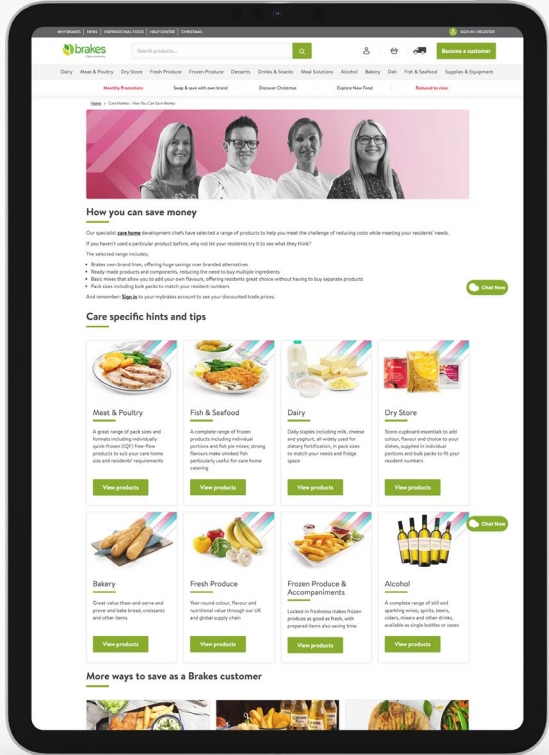 WHY BRAKES | NEWS | INSPIRATIONAL FOOD | HELP CENTRE | CHRISTMAS
SIGN IN / REGISTER
brakes
Search products...
Become a customer
Dairy Meat & Poultry Dry Store Fresh Produce Frozen Produce Desserts Drinks & Snacks Meal Solutions Alcohol Bakery Deli Fish & Seafood Supplies & Equipment
Monthly Promotions Swap & save with own brand Discover Christmas Explore New Food Reduced to clear
Home > Care Homes - How You Can Save Money
How you can save money
Our specialist care home development chefs have selected a range of products to help you meet the challenge of reducing costs while meeting your residents' needs.
If you haven't used a particular product before, why not let your residents try it to see what they think?
The selected range includes;
• Brakes own-brand lines, offering huge savings over branded alternatives
• Ready-made products and components, reducing the need to buy multiple ingredients
• Basic mixes that allow you to add your own flavours, offering residents great choice without having to buy separate products
• Pack sizes including bulk packs to match your resident numbers
And remember: Sign in to your mybrakes account to see your discounted trade prices.
Chat Now
Care specific hints and tips
Meat & Poultry
A great range of pack sizes and
formats including individually
quick-frozen (IQF) free-flow
products to suit your care home
size and residents' requirements
View products
Fish & Seafood
A complete range of frozen
products including individual
portions and fish pie mixes; strong
flavours make smoked fish
particularly useful for care home
catering
View products
Dairy
Daily staples including milk, cheese
and yoghurt, all widely used for
dietary fortification, in pack sizes
to match your needs and fridge
space
View products
Dry Store
Store-cupboard essentials to add
colour, flavour and choice to your
dishes, supplied in individual
portions and bulk packs to fit your
resident numbers
View products
Chat Now
Bakery
Great-value thaw-and-serve and
prove-and-bake bread, croissants
and other items
View products
Fresh Produce
Year-round colour, flavour and
nutritional value through our UK
and global supply chain
View products
Frozen Produce &
Accompaniments
Locked-in freshness makes frozen
produce as good as fresh, with
prepared items also saving time
View products
Alcohol
A complete range of still and
sparkling wines, spirits, beers,
ciders, mixers and other drinks,
available as single bottles or cases
View products
More ways to save as a Brakes customer